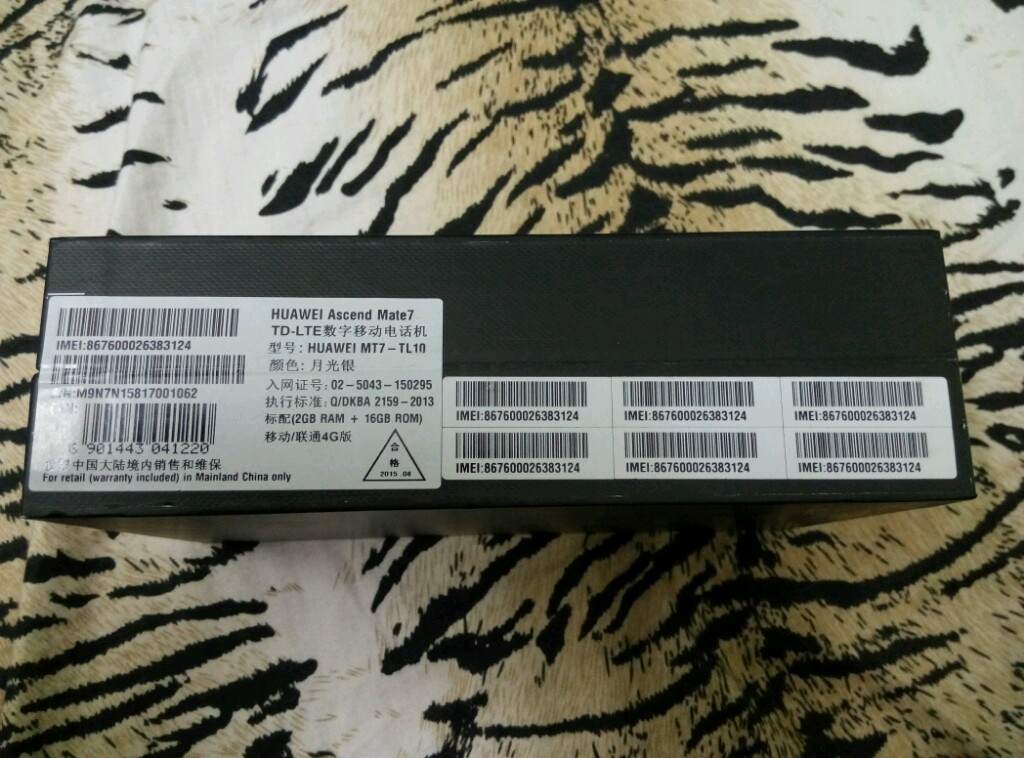 IMEI:867600026383124
S/N:M9N7N15817001062
6 901443 041220
仅限中国大陆境内销售和维保
For retail (warranty included) in Mainland China only
HUAWEI Ascend Mate7
TD-LTE数字移动电话机
型号: HUAWEI MT7-TL10
颜色: 月光银
入网证号: 02-5043-150295
执行标准: Q/DKBA 2159-2013
标配(2GB RAM + 16GB ROM)
移动/联通4G版
合
格
2015 .08
IMEI:867600026383124
IMEI:867600026383124
IMEI:867600026383124
IMEI:867600026383124
IMEI:867600026383124
IMEI:867600026383124